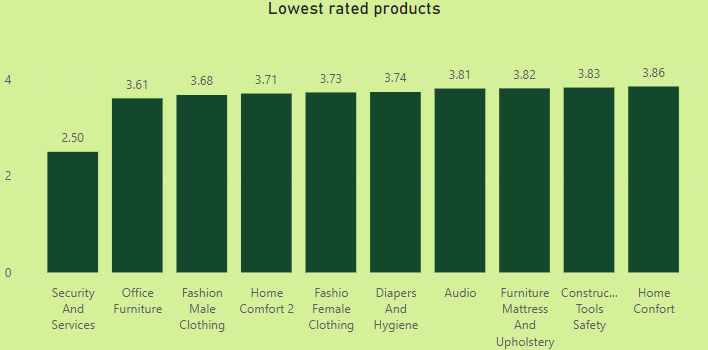 Lowest rated products
4
2
0
2.50
3.61
3.68
3.71
3.73
3.74
3.81
3.82
3.83
3.86
Security
And
Services
Office
Furniture
Fashion
Male
Clothing
Home
Comfort 2
Fashio
Female
Clothing
Diapers
And
Hygiene
Audio
Furniture
Mattress
And
Upholstery
Construc...
Tools
Safety
Home
Confort